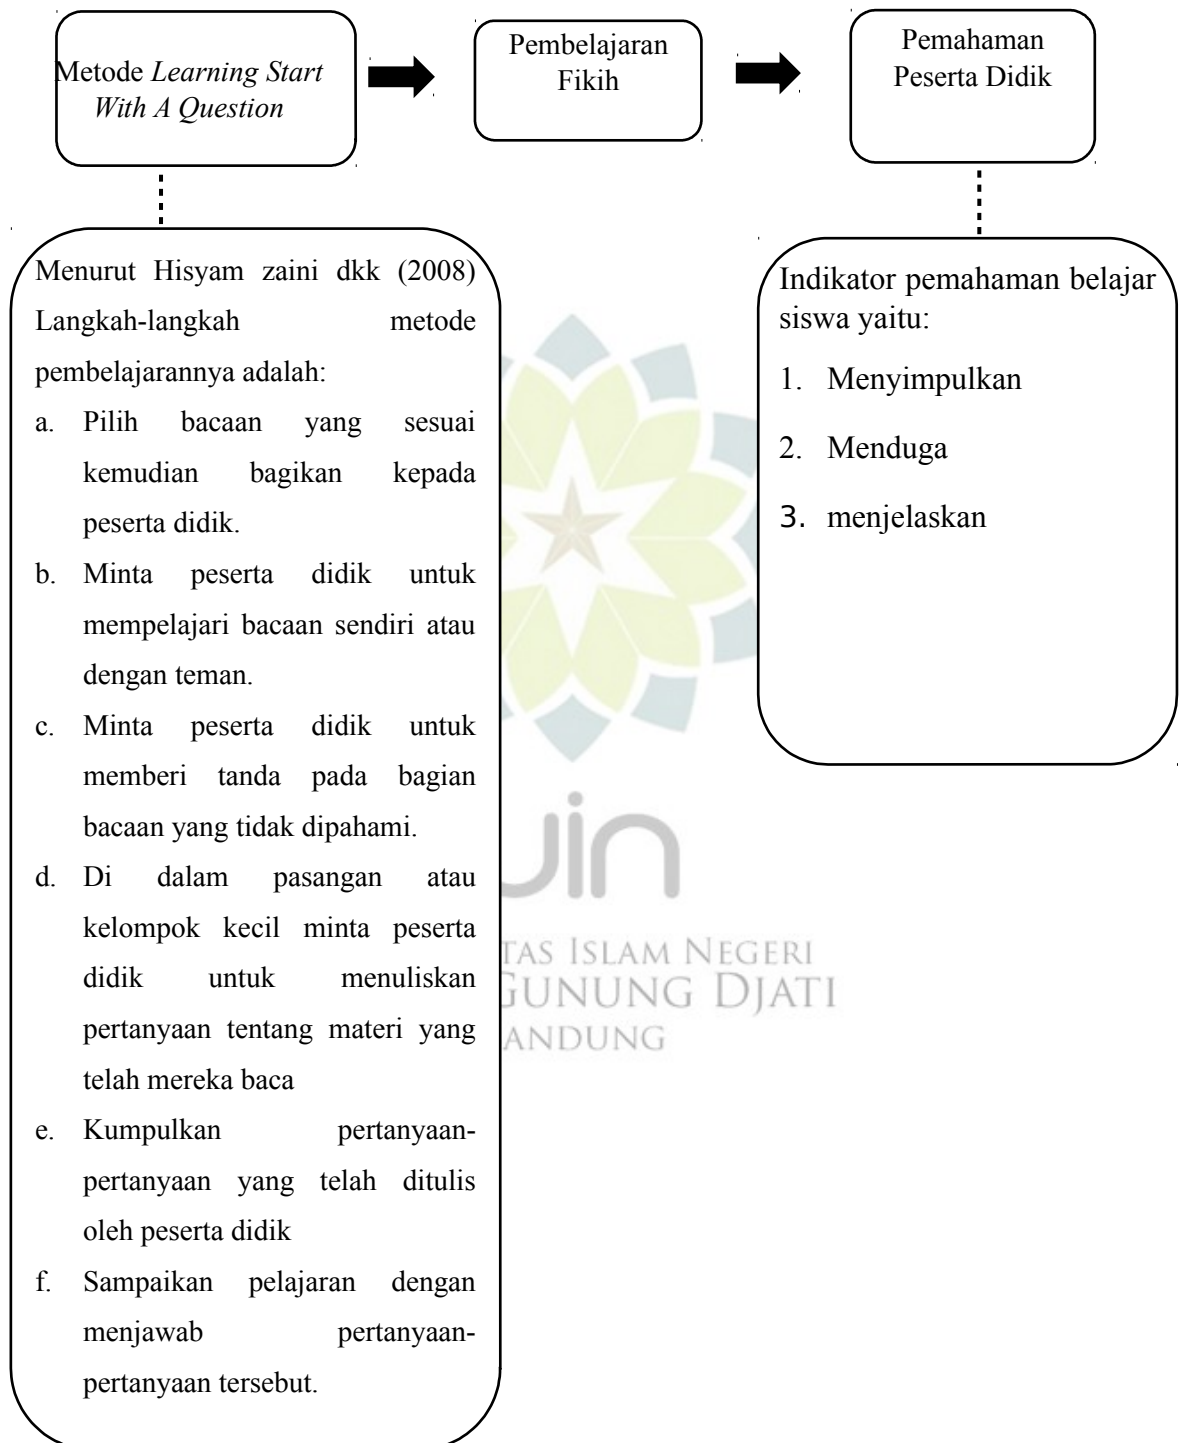 Metode Learning Start
With A Question
Pembelajaran
Fikih
Pemahaman
Peserta Didik
Menurut Hisyam zaini dkk (2008)
Langkah-langkah metode
pembelajarannya adalah:
a. Pilih bacaan yang sesuai
kemudian bagikan kepada
peserta didik.
b. Minta peserta didik untuk
mempelajari bacaan sendiri atau
dengan teman.
c. Minta peserta didik untuk
memberi tanda pada bagian
bacaan yang tidak dipahami.
d. Di dalam pasangan atau
kelompok kecil minta peserta
didik untuk menuliskan
pertanyaan tentang materi yang
telah mereka baca
e. Kumpulkan pertanyaan-
pertanyaan yang telah ditulis
oleh peserta didik
f. Sampaikan pelajaran dengan
menjawab pertanyaan-
pertanyaan tersebut.
Indikator pemahaman belajar
siswa yaitu:
1. Menyimpulkan
2. Menduga
3. menjelaskan
uin
TAS ISLAM NEGERI
GUNUNG DJATI
ANDUNG